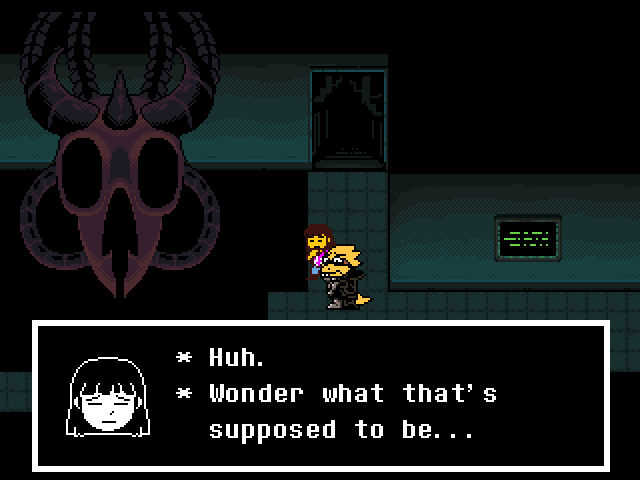 * Huh.
* Wonder what that's
supposed to be...